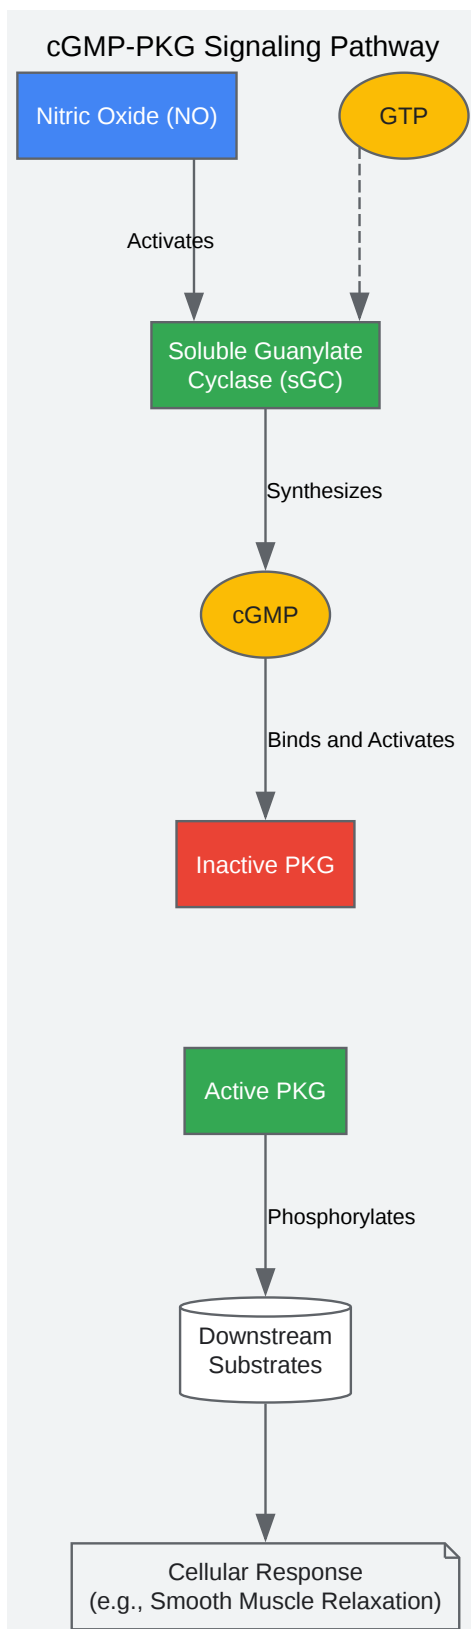 cGMP-PKG Signaling Pathway
Nitric Oxide (NO)
GTP
Activates
Soluble Guanylate
Cyclase (sGC)
Synthesizes
cGMP
Binds and Activates
Inactive PKG
Active PKG
Phosphorylates
Downstream
Substrates
Cellular Response
(e.g., Smooth Muscle Relaxation)